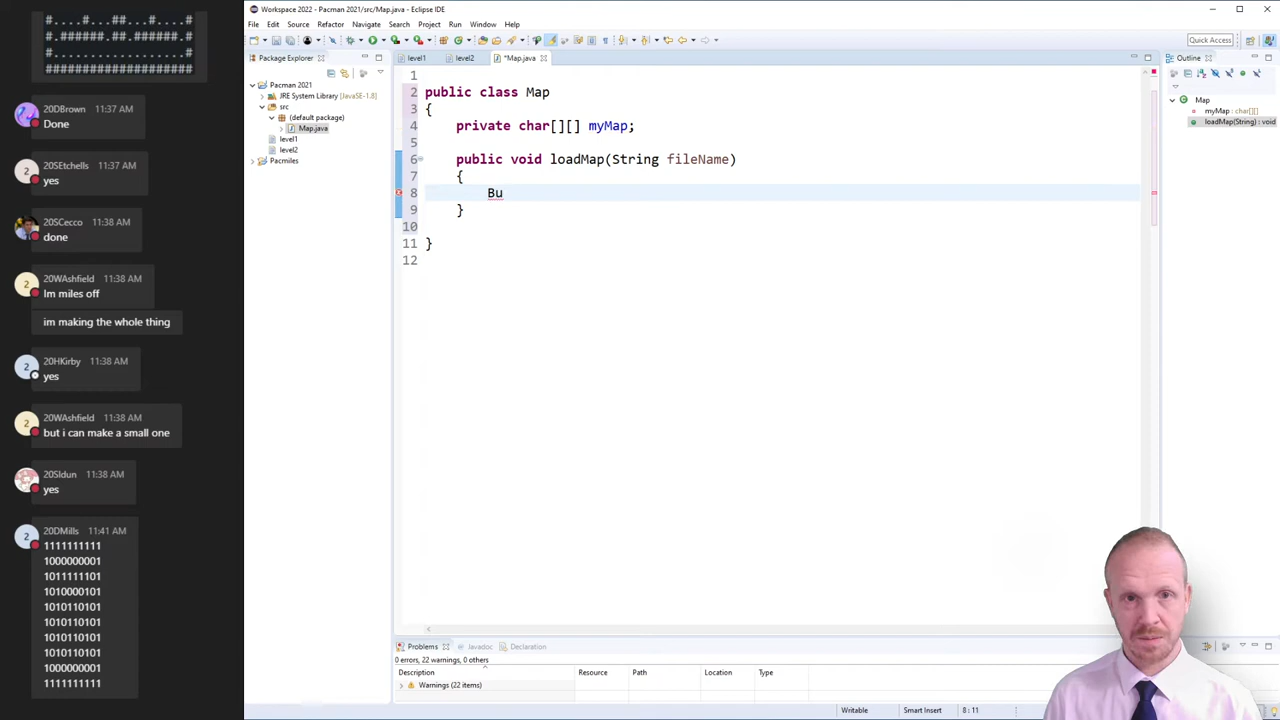 #....#...##...#....#
#.######.##.######.#
#..................#
####################
20DBrown 11:37 AM
2
20SEtchells 11:37 AM
yes
20SCecco 11:38 AM
done
2
20WAshfield 11:38 AM
Im miles off
im making the whole thing
2
20HKirby 11:38 AM
yes
2
20WAshfield 11:38 AM
but i can make a small one
20SIdun 11:38 AM
yes
2
20DMills 11:41 AM
1111111111
1000000001
1011111101
1010000101
1010110101
1010110101
1010110101
1000000001
1111111111
Workspace 2022 - Pacman 2021/src/Map.java - Eclipse IDE
File Edit Source Refactor Navigate Search Project Run Window Help
Quick Access
Package Explorer
Pacman 2021
JRE System Library [JavaSE-1.8]
src
(default package)
Map.java
level1
level2
Pacmiles
level1 level2 *Map.java
1
2 public class Map
3 {
4 private char[][] myMap;
5
6 public void loadMap(String fileName)
7 {
8 Bu
9 }
10
11 }
12
Outline
Map
myMap : char[][]
loadMap(String) : void
Problems Javadoc Declaration
0 errors, 22 warnings, 0 others
Description Resource Path Location Type
Warnings (22 items)
Writable Smart Insert 8 : 11